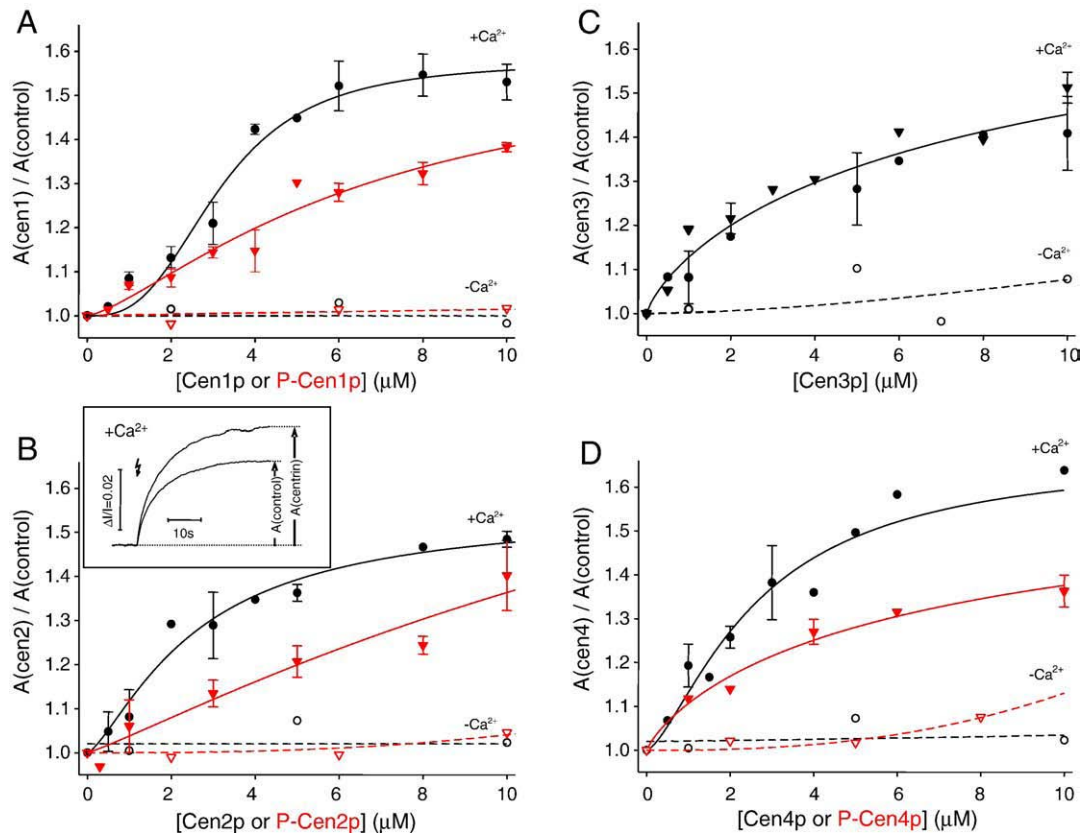 A
A(cen1) / A(control)
1.6
1.5
1.4
1.3
1.2
1.1
1.0
+Ca²⁺
-Ca²⁺
0 2 4 6 8 10
[Cen1p or P-Cen1p] (µM)
C
A(cen3) / A(control)
1.6
1.5
1.4
1.3
1.2
1.1
1.0
+Ca²⁺
-Ca²⁺
0 2 4 6 8 10
[Cen3p] (µM)
B
+Ca²⁺
ΔI/I=0.02
10s
A(control)
A(centrin)
A(cen2) / A(control)
1.6
1.5
1.4
1.3
1.2
1.1
1.0
+Ca²⁺
-Ca²⁺
0 2 4 6 8 10
[Cen2p or P-Cen2p] (µM)
D
A(cen4) / A(control)
1.6
1.5
1.4
1.3
1.2
1.1
1.0
+Ca²⁺
-Ca²⁺
0 2 4 6 8 10
[Cen4p or P-Cen4p] (µM)